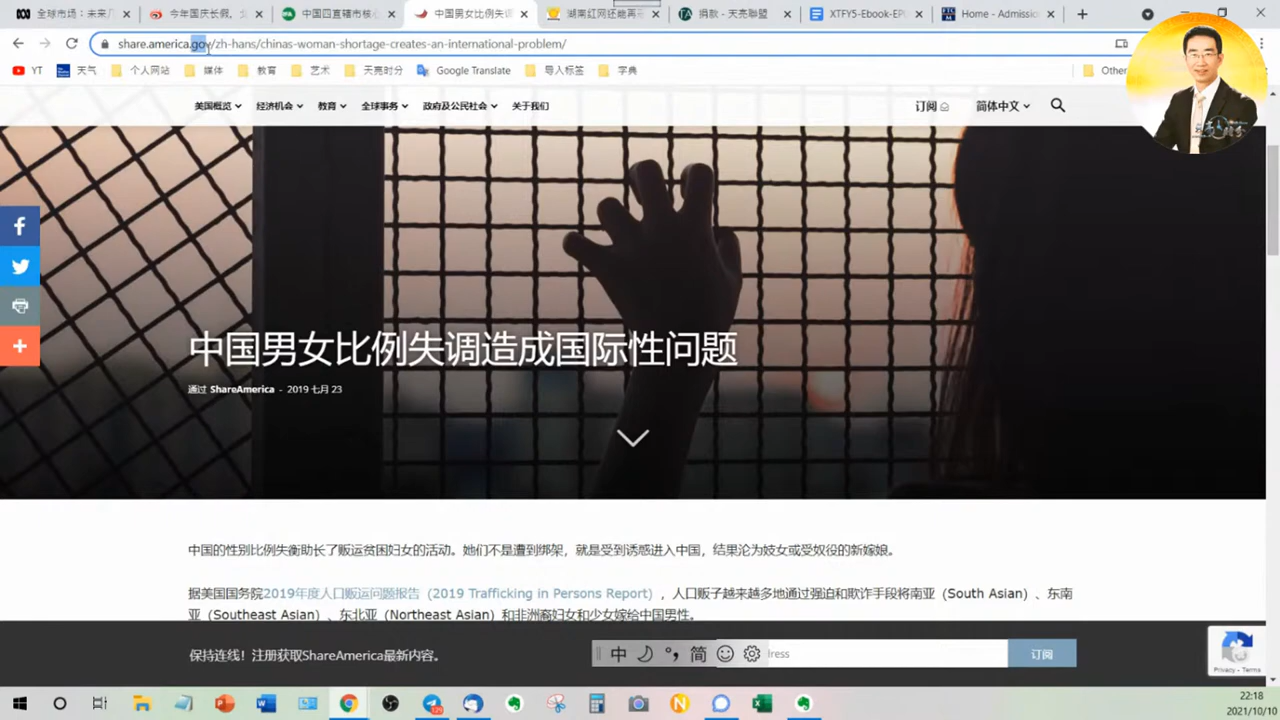 全球市场：未来几
今年国庆长假，北
中国四直辖市核心
中国男女比例失调
湖南红网还能再
捐款 - 天亮聯盟
XTFY5-Ebook-EP
Home - Admissio
share.america.gov/zh-hans/chinas-woman-shortage-creates-an-international-problem/
YT
天气
个人网站
媒体
教育
艺术
天亮时分
Google Translate
导入标签
字典
Other
美国概览
经济机会
教育
全球事务
政府及公民社会
关于我们
订阅
简体中文
中国男女比例失调造成国际性问题
通过 ShareAmerica - 2019 七月 23
中国的性别比例失衡助长了贩运贫困妇女的活动。她们不是遭到绑架，就是受到诱惑进入中国，结果沦为妓女或受奴役的新嫁娘。
据美国国务院2019年度人口贩运问题报告（2019 Trafficking in Persons Report），人口贩子越来越多地通过强迫和欺诈手段将南亚（South Asian）、东南
亚（Southeast Asian）、东北亚（Northeast Asian）和非洲裔妇女和少女嫁给中国男性。
保持连线！注册获取ShareAmerica最新内容。
中
简
ress
订阅
Privacy - Terms
22:18
2021/10/10